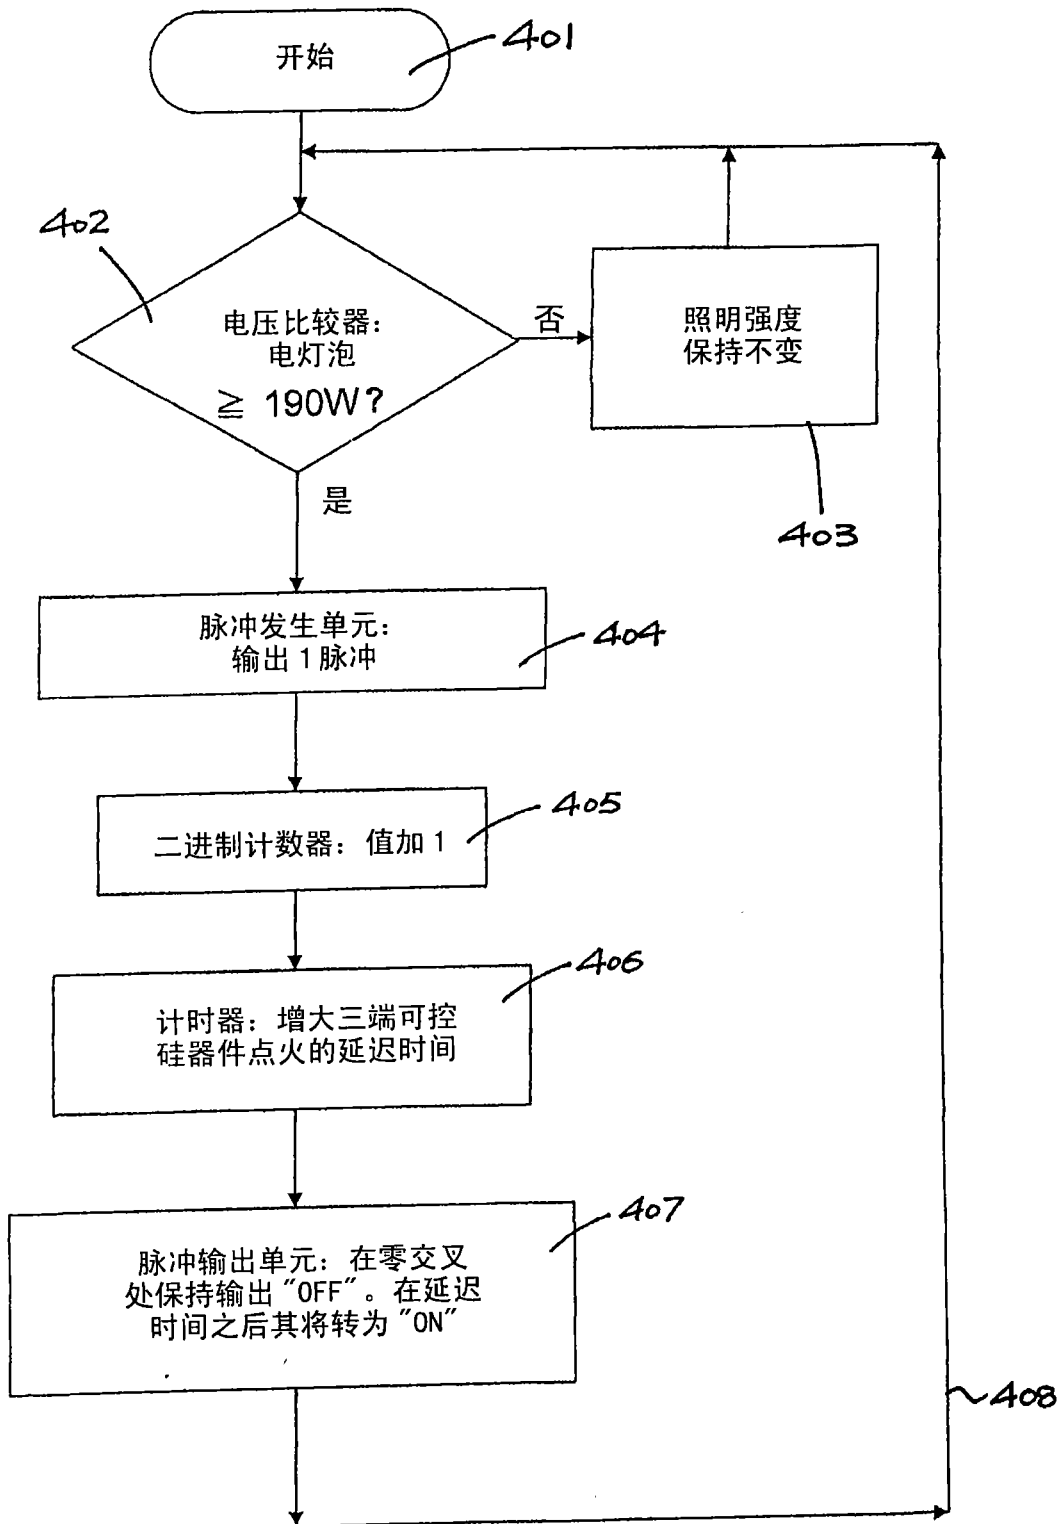 开始
401
402
电压比较器:
电灯泡
≧ 190W?
否
照明强度
保持不变
403
是
脉冲发生单元:
输出1脉冲
404
二进制计数器: 值加1
405
计时器: 增大三端可控
硅器件点火的延迟时间
406
脉冲输出单元: 在零交叉
处保持输出"OFF"。在延迟
时间之后其将转为"ON"
407
408